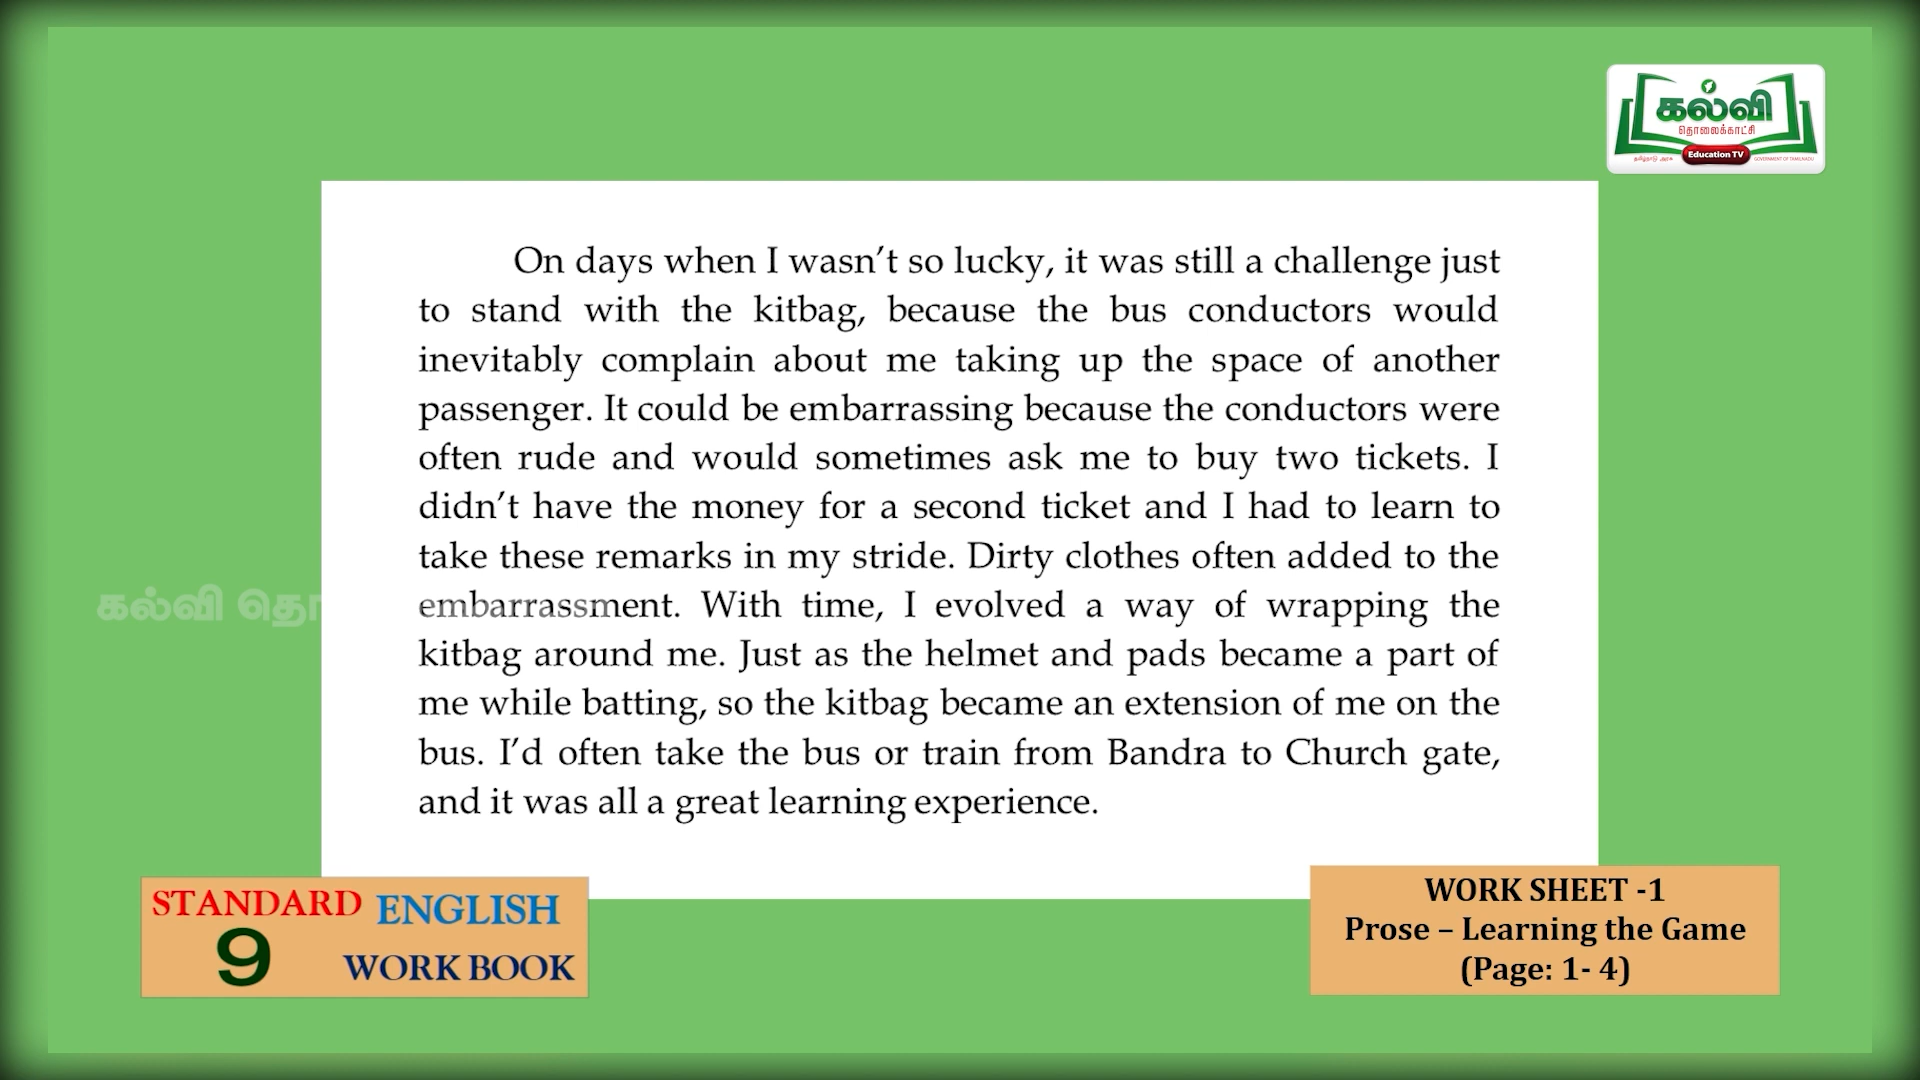 கல்வி
தொலைக்காட்சி
Education TV
தமிழ்நாடு அரசு
GOVERNMENT OF TAMILNADU
On days when I wasn’t so lucky, it was still a challenge just
to stand with the kitbag, because the bus conductors would
inevitably complain about me taking up the space of another
passenger. It could be embarrassing because the conductors were
often rude and would sometimes ask me to buy two tickets. I
didn’t have the money for a second ticket and I had to learn to
take these remarks in my stride. Dirty clothes often added to the
embarrassment. With time, I evolved a way of wrapping the
kitbag around me. Just as the helmet and pads became a part of
me while batting, so the kitbag became an extension of me on the
bus. I’d often take the bus or train from Bandra to Church gate,
and it was all a great learning experience.
கல்வி
STANDARD ENGLISH
9 WORK BOOK
WORK SHEET -1
Prose – Learning the Game
(Page: 1- 4)